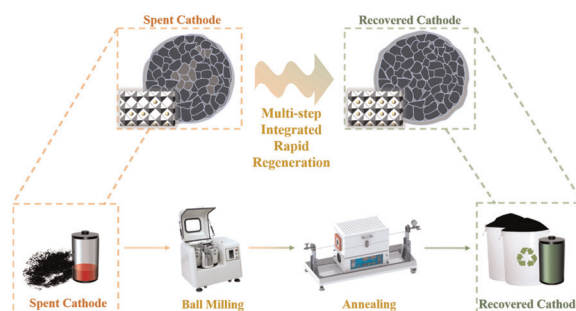 Spent Cathode
Recovered Cathode
Multi-step
Integrated
Rapid
Regeneration
Spent Cathode
Ball Milling
Annealing
Recovered Cathod